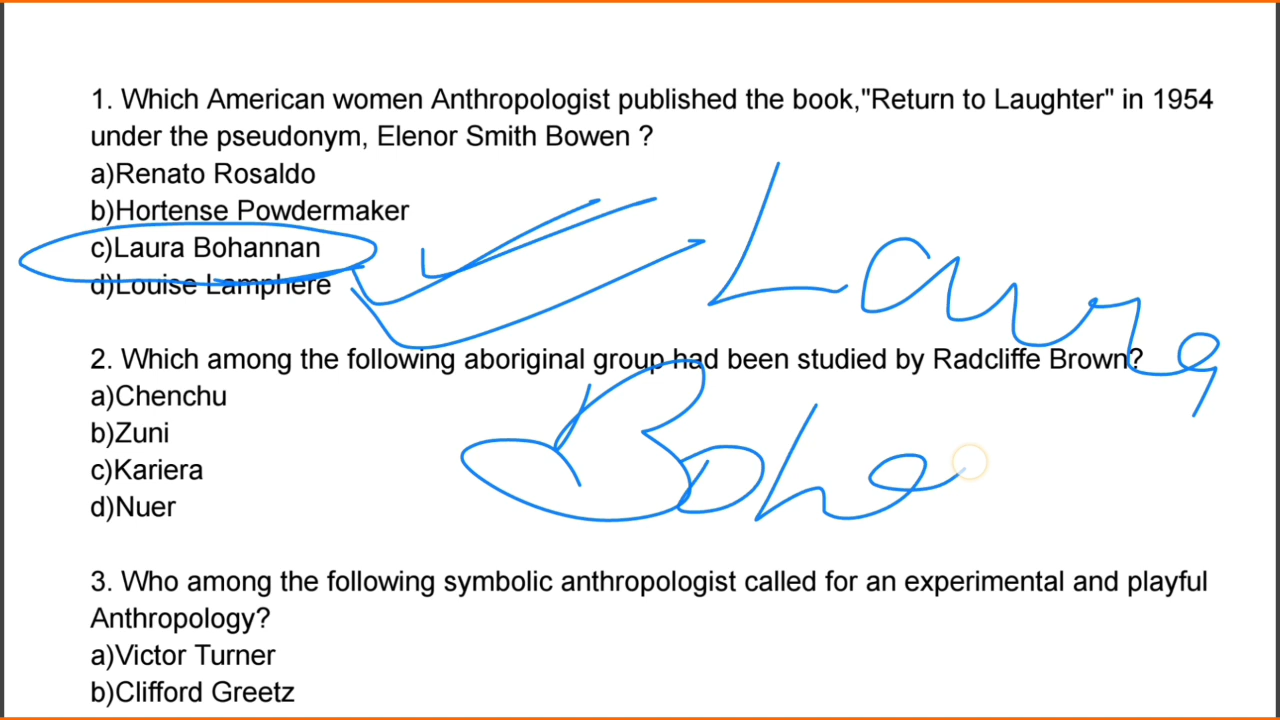 1. Which American women Anthropologist published the book,"Return to Laughter" in 1954
under the pseudonym, Elenor Smith Bowen ?
a)Renato Rosaldo
b)Hortense Powdermaker
c)Laura Bohannan
d)Louise Lamphere
Laura
2. Which among the following aboriginal group had been studied by Radcliffe Brown?
a)Chenchu
Boha
b)Zuni
c)Kariera
d)Nuer
3. Who among the following symbolic anthropologist called for an experimental and playful
Anthropology?
a)Victor Turner
b)Clifford Greetz